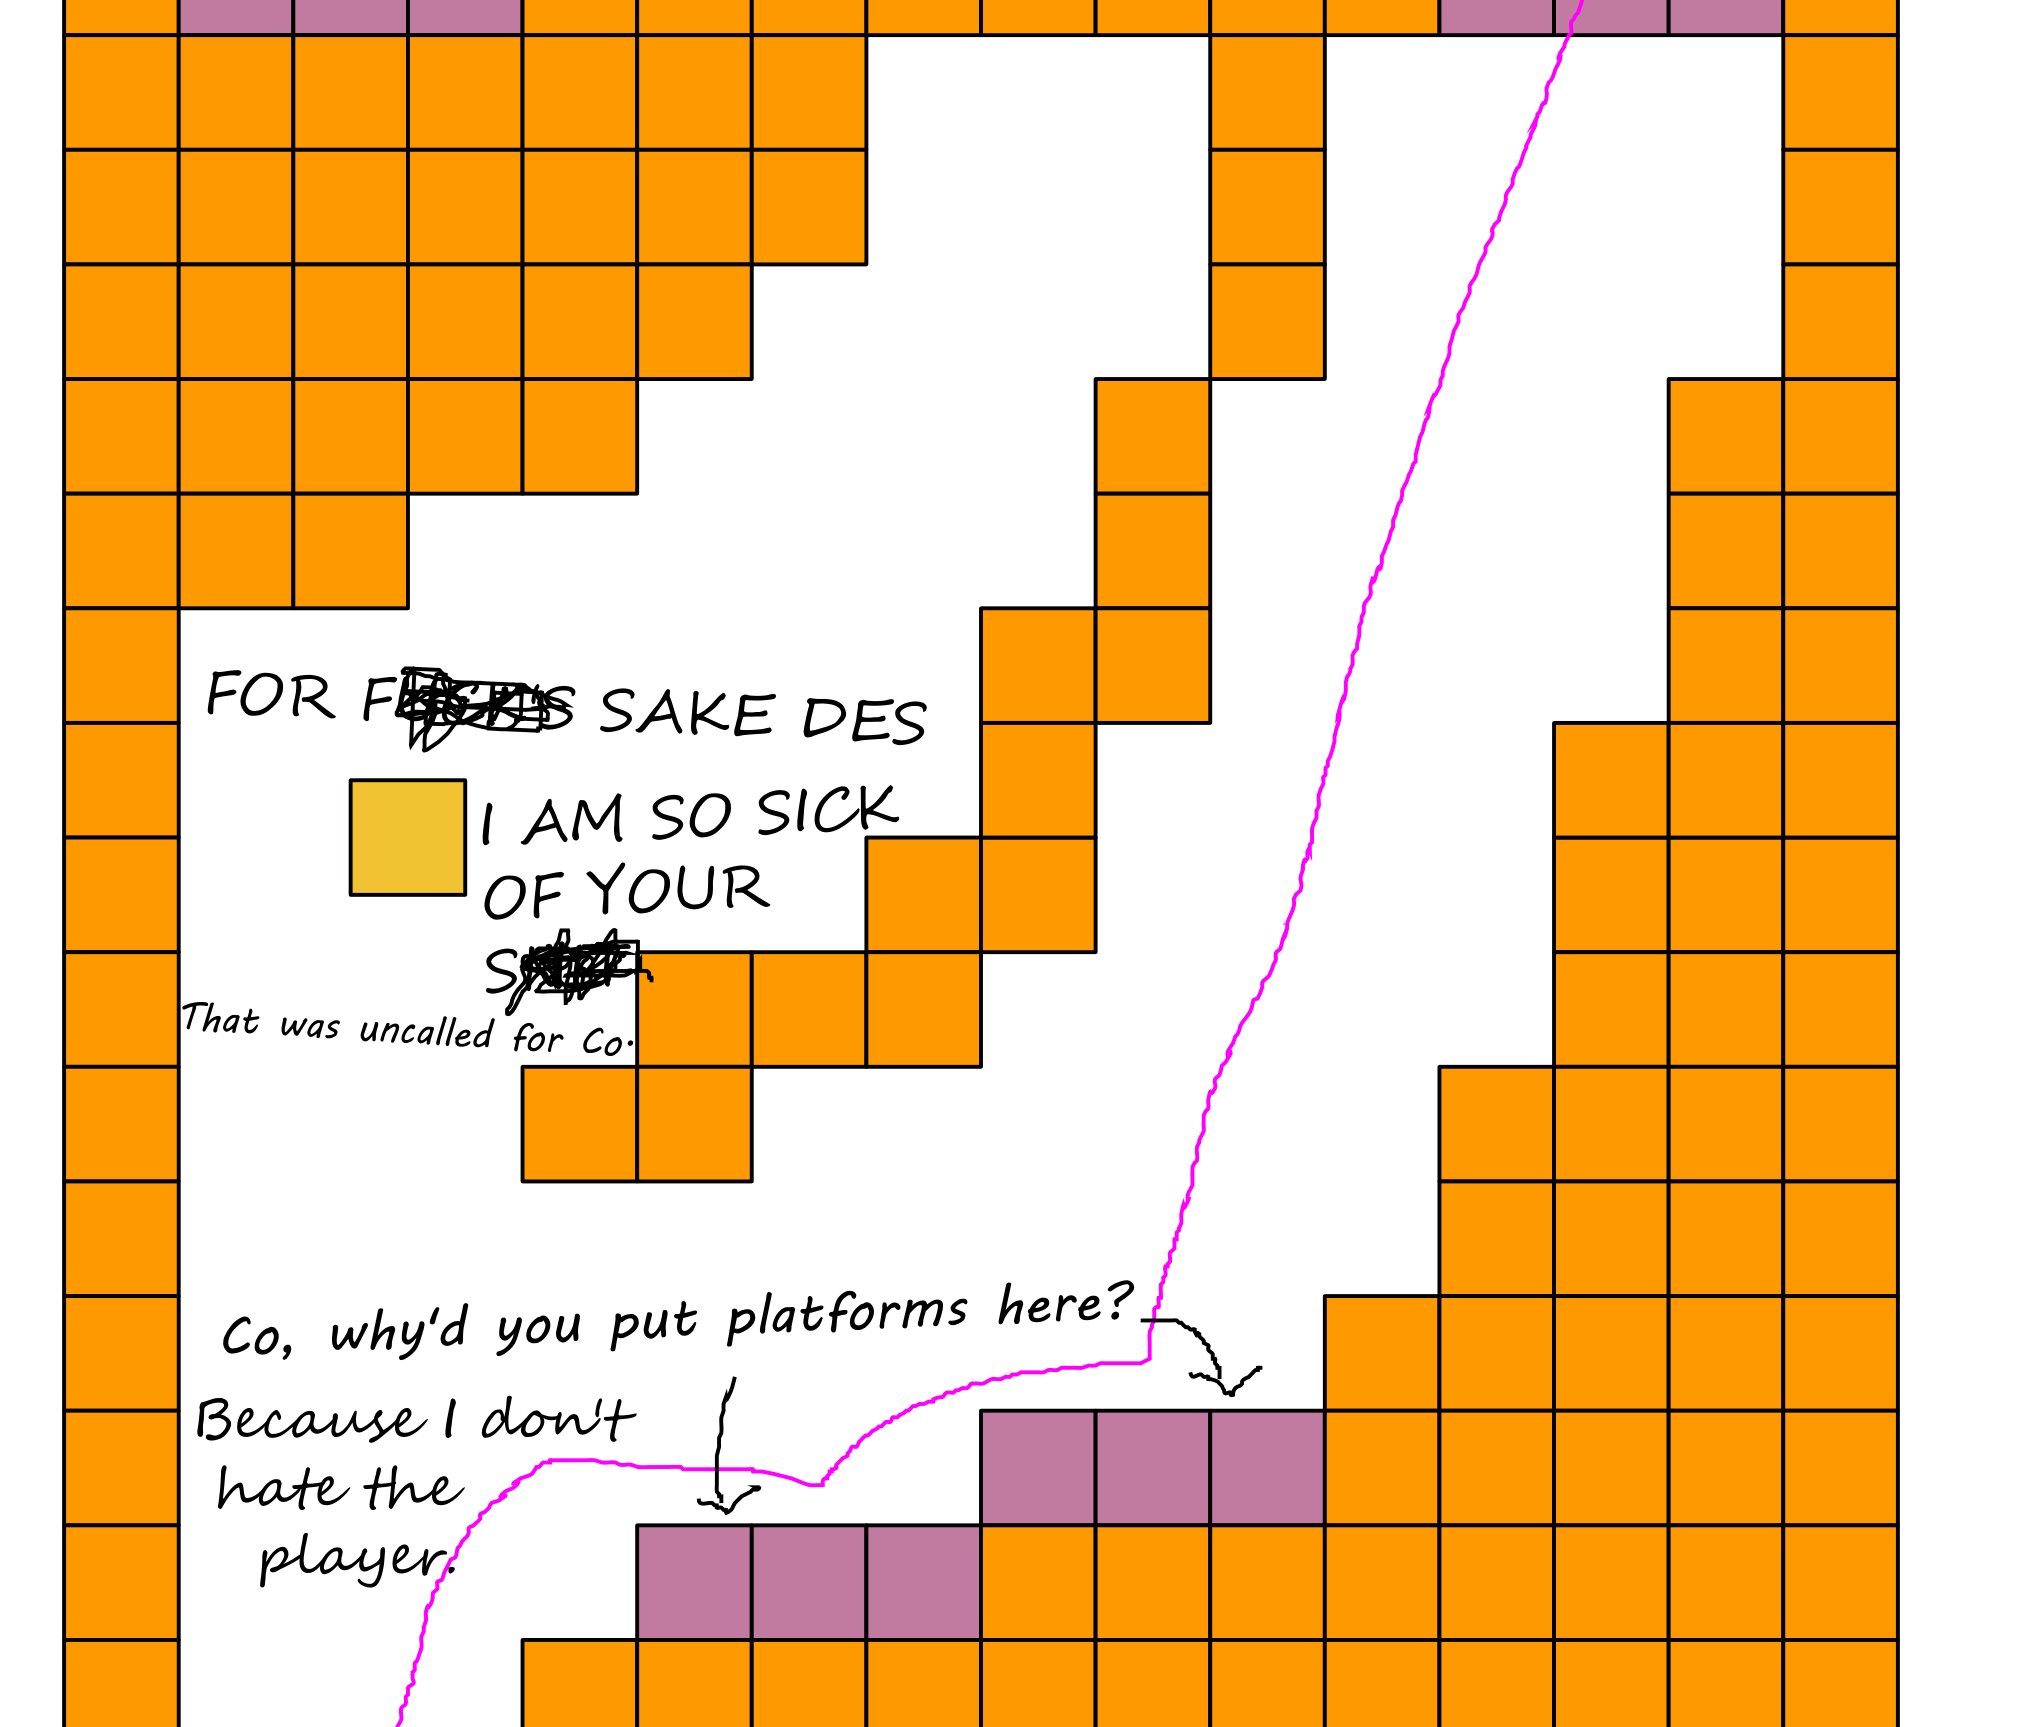 FOR SAKE DES
I AM SO SICK
OF YOUR
That was uncalled for Co.
Co, why'd you put platforms here?
Because I don't
hate the
player.